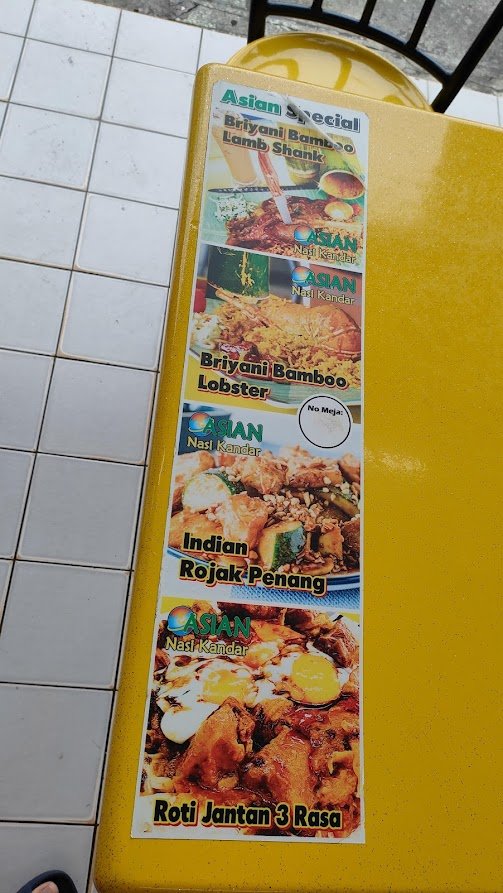 Asian Special
Briyani Bamboo
Lamb Shank
ASIAN
Nasi Kandar
ASIAN
Nasi Kandar
Briyani Bamboo
Lobster
No Meja:
ASIAN
Nasi Kandar
Indian
Rojak Penang
ASIAN
Nasi Kandar
Roti Jantan 3 Rasa